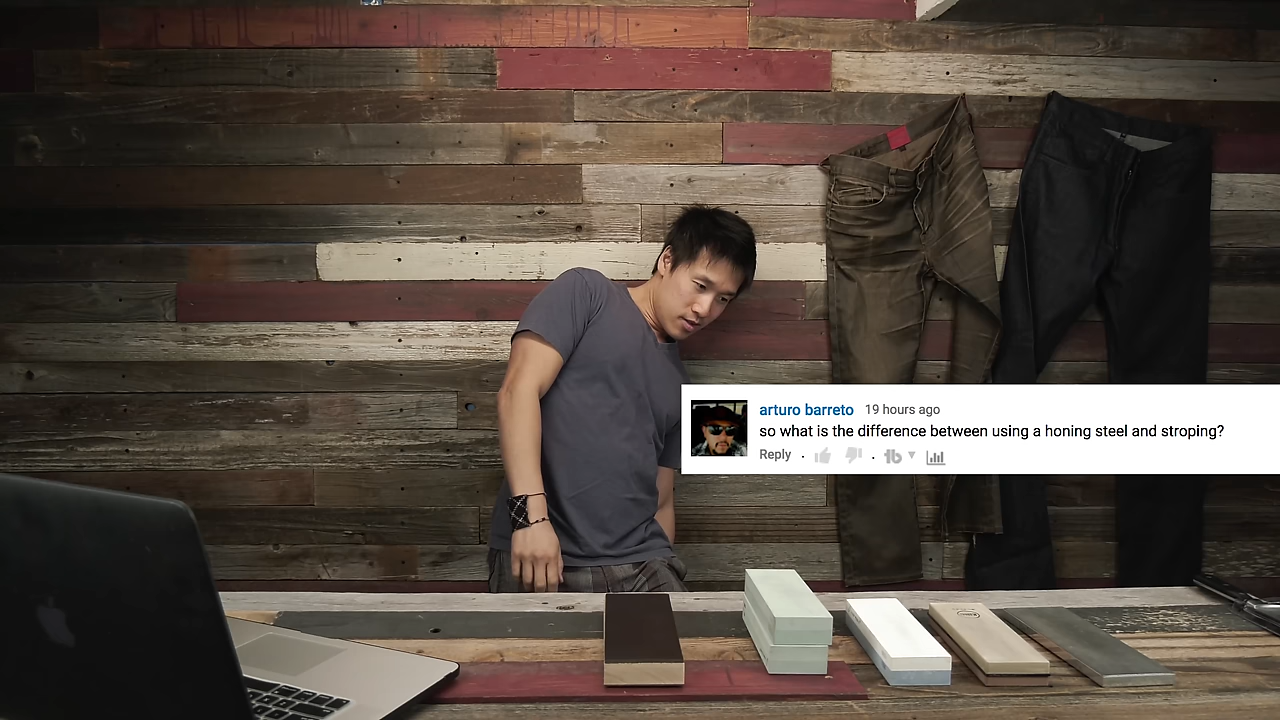 arturo barreto 19 hours ago
so what is the difference between using a honing steel and stroping?
Reply